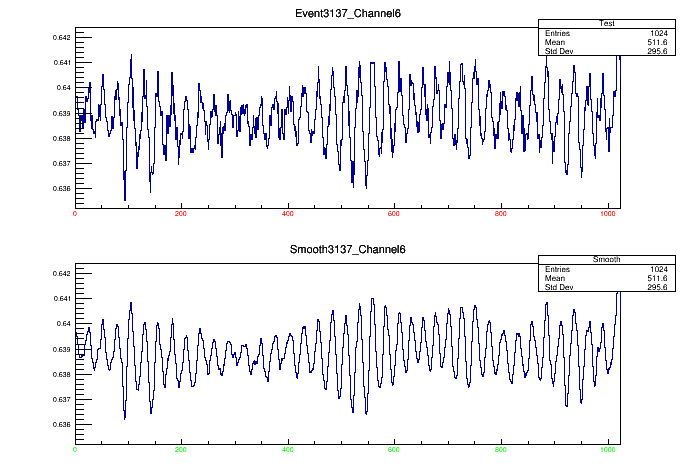 Event3137_Channel6
Test
Entries 1024
Mean 511.6
Std Dev 295.6
0.642
0.641
0.64
0.639
0.638
0.637
0.636
0 200 400 600 800 1000
Smooth3137_Channel6
Smooth
Entries 1024
Mean 511.6
Std Dev 295.6
0.642
0.641
0.64
0.639
0.638
0.637
0.636
0 200 400 600 800 1000